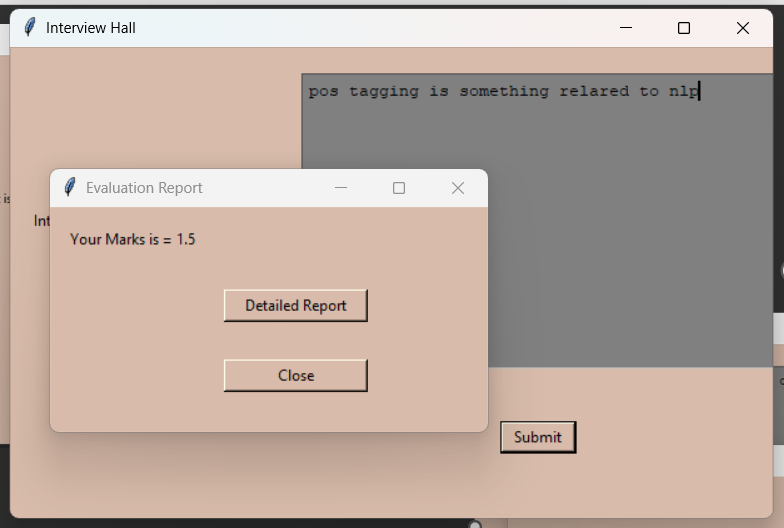 Interview Hall
pos tagging is something relared to nlp
Evaluation Report
Int
Your Marks is = 1.5
Detailed Report
Close
Submit